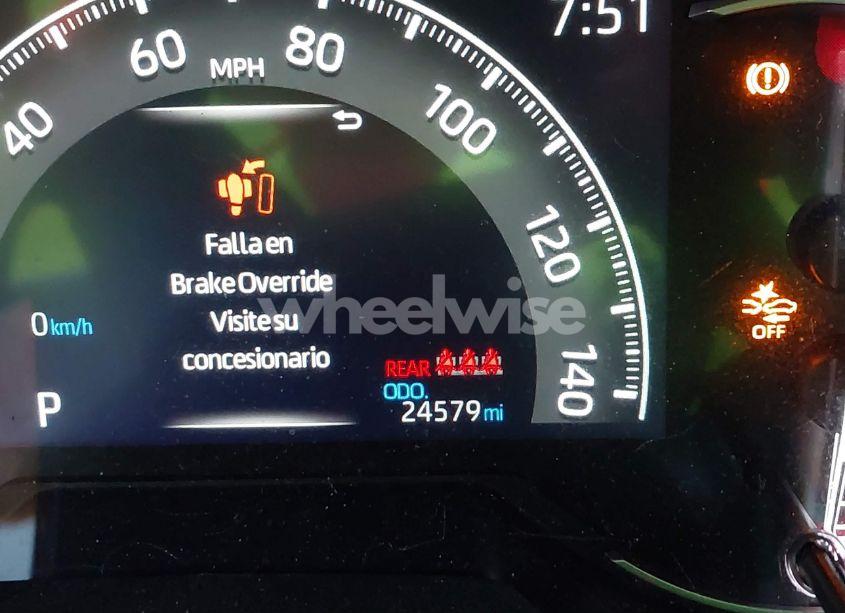 7:51
40
60
80
100
120
140
MPH
Falla en
Brake Override
Visite su
concesionario
0 km/h
P
REAR
ODO.
24579 mi
OFF
wheelwise